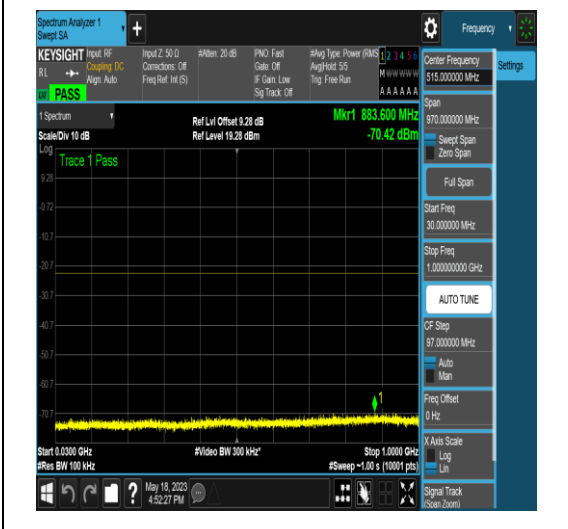 Spectrum Analyzer 1
Swept SA
+
Frequency
KEYSIGHT
RL
Input: RF
Coupling: DC
Align: Auto
Input Z: 50 Ω
Corrections: Off
Freq Ref: Int (S)
#Atten: 20 dB
PNO: Fast
Gate: Off
IF Gain: Low
Sig Track: Off
#Avg Type: Power (RMS
Avg|Hold: 5/5
Trig: Free Run
1 2 3 4 5 6
M W W W W W
A A A A A A
PASS
1 Spectrum
Scale/Div 10 dB
Ref Lvl Offset 9.28 dB
Ref Level 19.28 dBm
Mkr1 883.600 MHz
-70.42 dBm
Log
Trace 1 Pass
9.28
-0.72
-10.7
-20.7
-30.7
-40.7
-50.7
-60.7
-70.7
1
Start 0.0300 GHz
#Res BW 100 kHz
#Video BW 300 kHz*
Stop 1.0000 GHz
#Sweep ~1.00 s (10001 pts)
May 18, 2023
4:52:27 PM
?
Center Frequency
515.000000 MHz
Settings
Span
970.000000 MHz
Swept Span
Zero Span
Full Span
Start Freq
30.000000 MHz
Stop Freq
1.000000000 GHz
AUTO TUNE
CF Step
97.000000 MHz
Auto
Man
Freq Offset
0 Hz
X Axis Scale
Log
Lin
Signal Track
(Span Zoom)